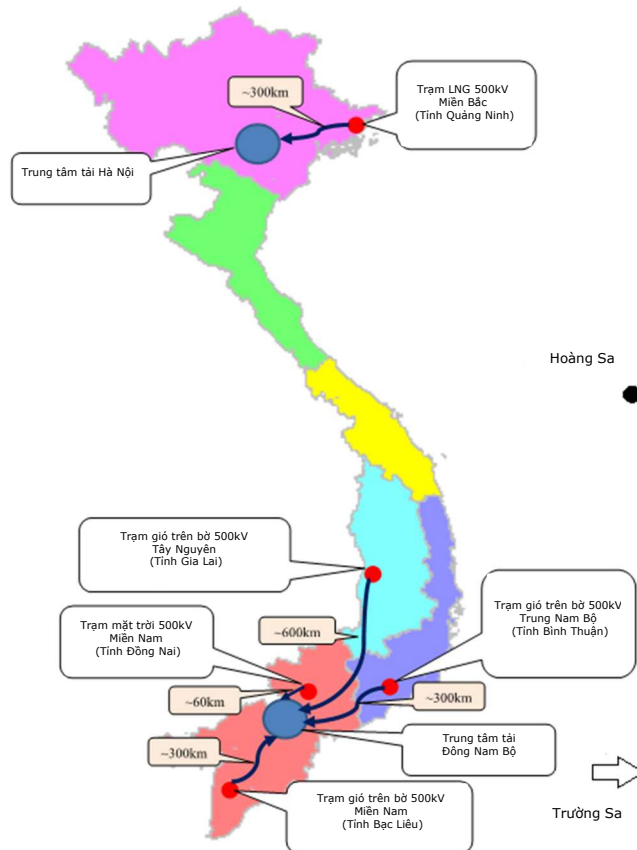 ~300km
Trạm LNG 500kV
Miền Bắc
(Tỉnh Quảng Ninh)
Trung tâm tải Hà Nội
Hoàng Sa
Trạm gió trên bờ 500kV
Tây Nguyên
(Tỉnh Gia Lai)
Trạm mặt trời 500kV
Miền Nam
(Tỉnh Đồng Nai)
~600km
Trạm gió trên bờ 500kV
Trung Nam Bộ
(Tỉnh Bình Thuận)
~60km
~300km
Trung tâm tải
Đông Nam Bộ
~300km
Trạm gió trên bờ 500kV
Miền Nam
(Tỉnh Bạc Liêu)
Trường Sa